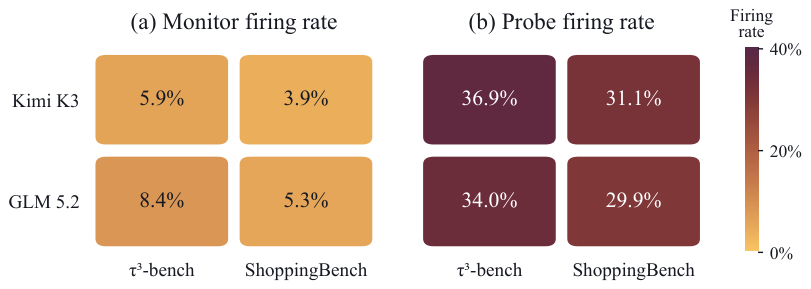 (a) Monitor firing rate
(b) Probe firing rate
Firing
rate
Kimi K3
5.9%
3.9%
36.9%
31.1%
40%
20%
0%
GLM 5.2
8.4%
5.3%
34.0%
29.9%
τ³-bench
ShoppingBench
τ³-bench
ShoppingBench